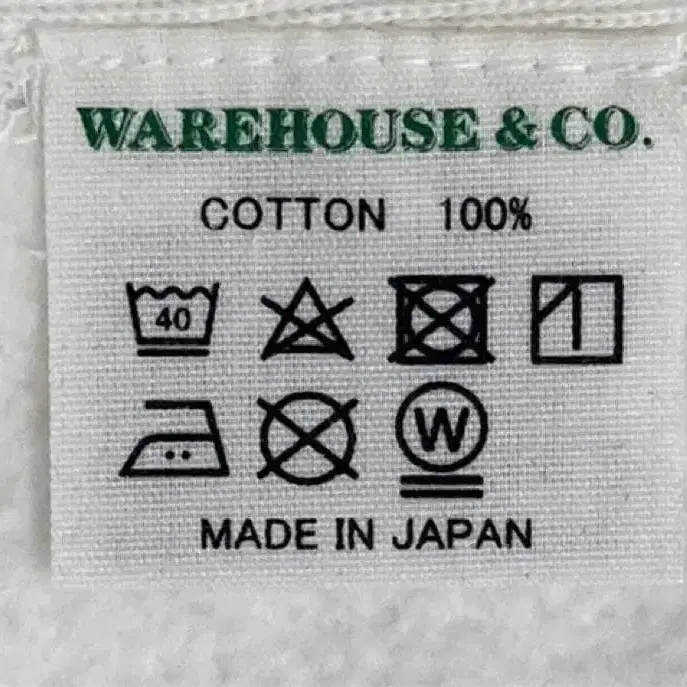 WAREHOUSE & CO.
COTTON 100%
40
W
MADE IN JAPAN